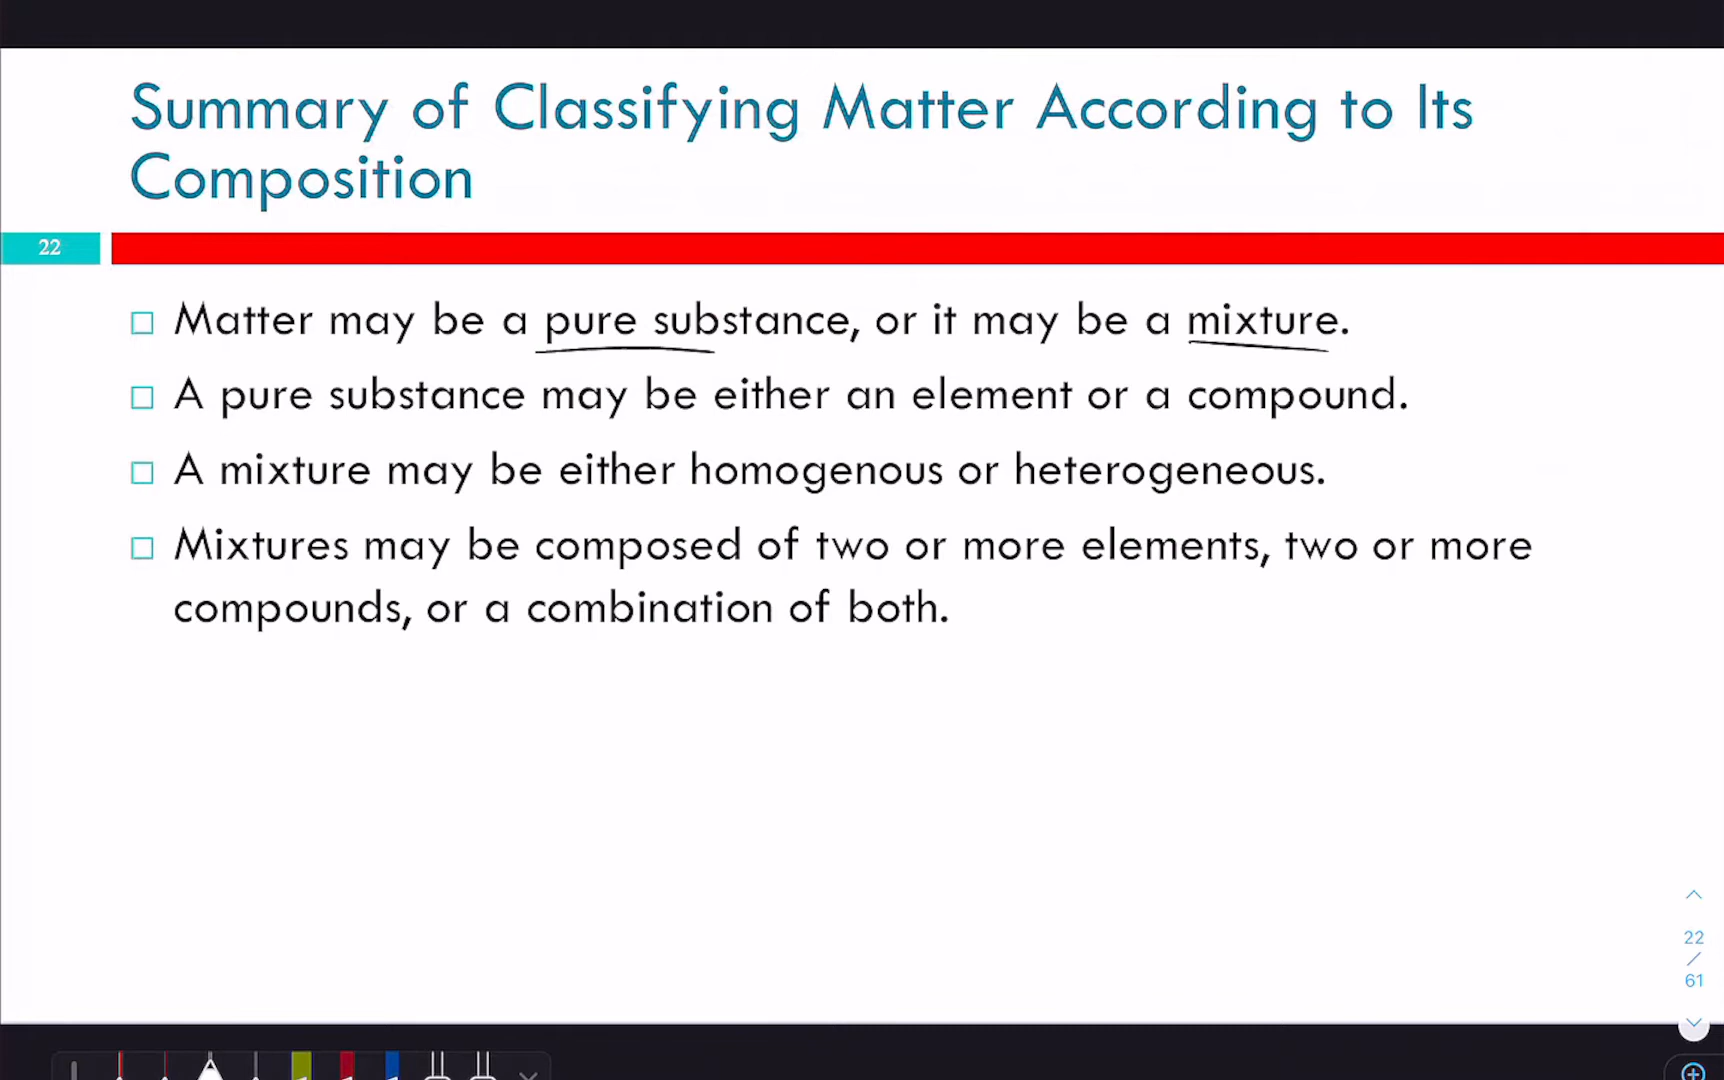 Summary of Classifying Matter According to Its
Composition
22
Matter may be a pure substance, or it may be a mixture.
A pure substance may be either an element or a compound.
A mixture may be either homogenous or heterogeneous.
Mixtures may be composed of two or more elements, two or more
compounds, or a combination of both.
22
/
61